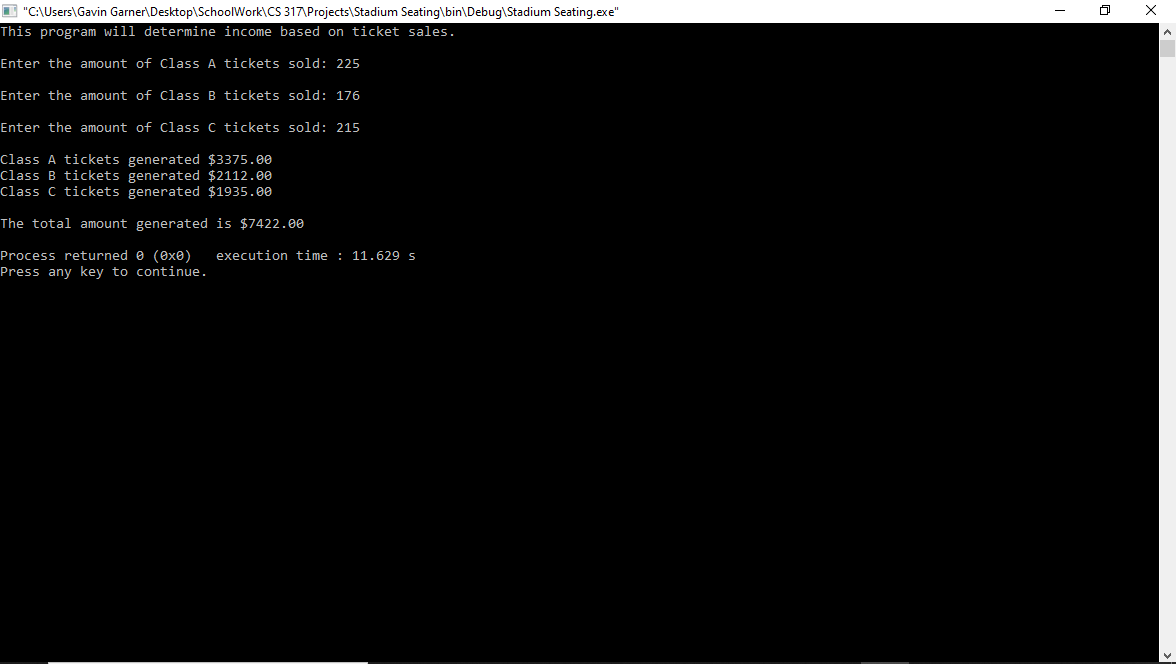 "C:\Users\Gavin Garner\Desktop\SchoolWork\CS 317\Projects\Stadium Seating\bin\Debug\Stadium Seating.exe"
This program will determine income based on ticket sales.
Enter the amount of Class A tickets sold: 225
Enter the amount of Class B tickets sold: 176
Enter the amount of Class C tickets sold: 215
Class A tickets generated $3375.00
Class B tickets generated $2112.00
Class C tickets generated $1935.00
The total amount generated is $7422.00
Process returned 0 (0x0)   execution time : 11.629 s
Press any key to continue.